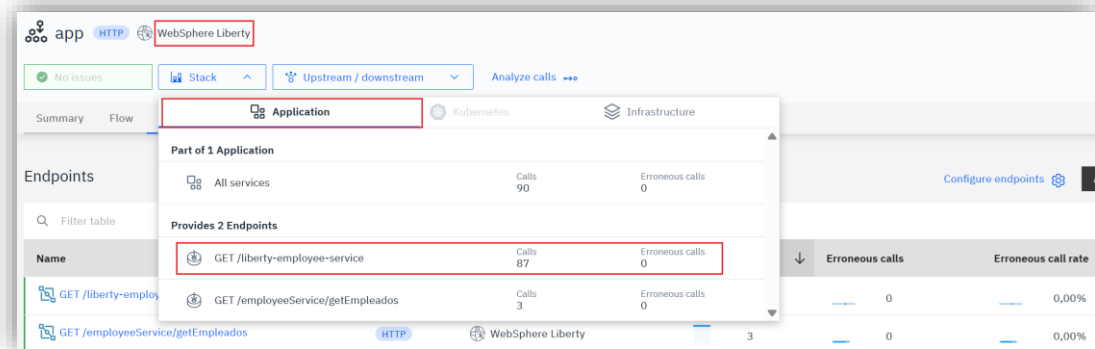 app HTTP WebSphere Liberty
No issues Stack Upstream / downstream Analyze calls
Summary Flow Application Kubernetes Infrastructure
Part of 1 Application
Endpoints All services Calls 90 Erroneous calls 0 Configure endpoints
Filter table Provides 2 Endpoints
Name GET /liberty-employee-service Calls 87 Erroneous calls 0 Erroneous calls Erroneous call rate
GET /liberty-employ 0 0,00%
GET /employeeService/getEmpleados Calls 3 Erroneous calls 0
GET /employeeService/getEmpleados HTTP WebSphere Liberty 3 0 0,00%